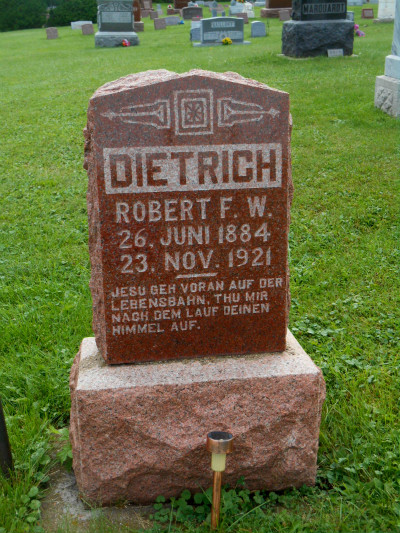 MARQUARDT
DIETRICH
ROBERT F. W.
26. JUNI 1884
23. NOV. 1921
JESU GEH VORAN AUF DER
LEBENSBAHN, THU MIR
NACH DEM LAUF DEINEN
HIMMEL AUF.